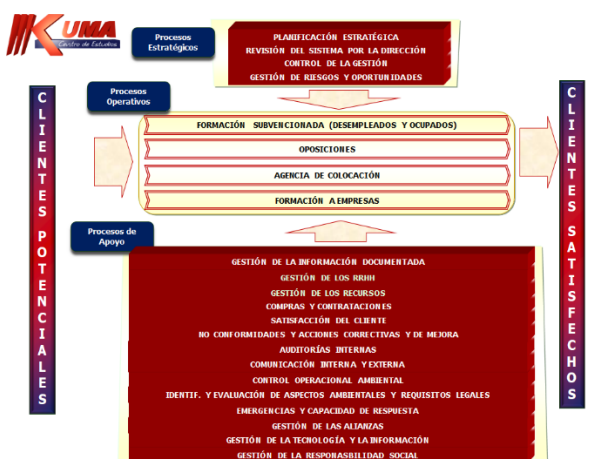 KUMA
Centro de Estudios
Procesos
Estratégicos
PLANIFICACIÓN ESTRATÉGICA
REVISIÓN DEL SISTEMA POR LA DIRECCIÓN
CONTROL DE LA GESTIÓN
GESTIÓN DE RIESGOS Y OPORTUNIDADES
Procesos
Operativos
CLIENTES POTENCIALES
FORMACIÓN SUBVENCIONADA (DESEMPLEADOS Y OCUPADOS)
OPOSICIONES
AGENCIA DE COLOCACIÓN
FORMACIÓN A EMPRESAS
CLIENTES SATISFECHOS
Procesos de
Apoyo
GESTIÓN DE LA INFORMACIÓN DOCUMENTADA
GESTIÓN DE LOS RRHH
GESTIÓN DE LOS RECURSOS
COMPRAS Y CONTRATACIONES
SATISFACCIÓN DEL CLIENTE
NO CONFORMIDADES Y ACCIONES CORRECTIVAS Y DE MEJORA
AUDITORÍAS INTERNAS
COMUNICACIÓN INTERNA Y EXTERNA
CONTROL OPERACIONAL AMBIENTAL
IDENTIF. Y EVALUACIÓN DE ASPECTOS AMBIENTALES Y REQUISITOS LEGALES
EMERGENCIAS Y CAPACIDAD DE RESPUESTA
GESTIÓN DE LAS ALIANZAS
GESTIÓN DE LA TECNOLOGÍA Y LA INFORMACIÓN
GESTIÓN DE LA RESPONASBILIDAD SOCIAL